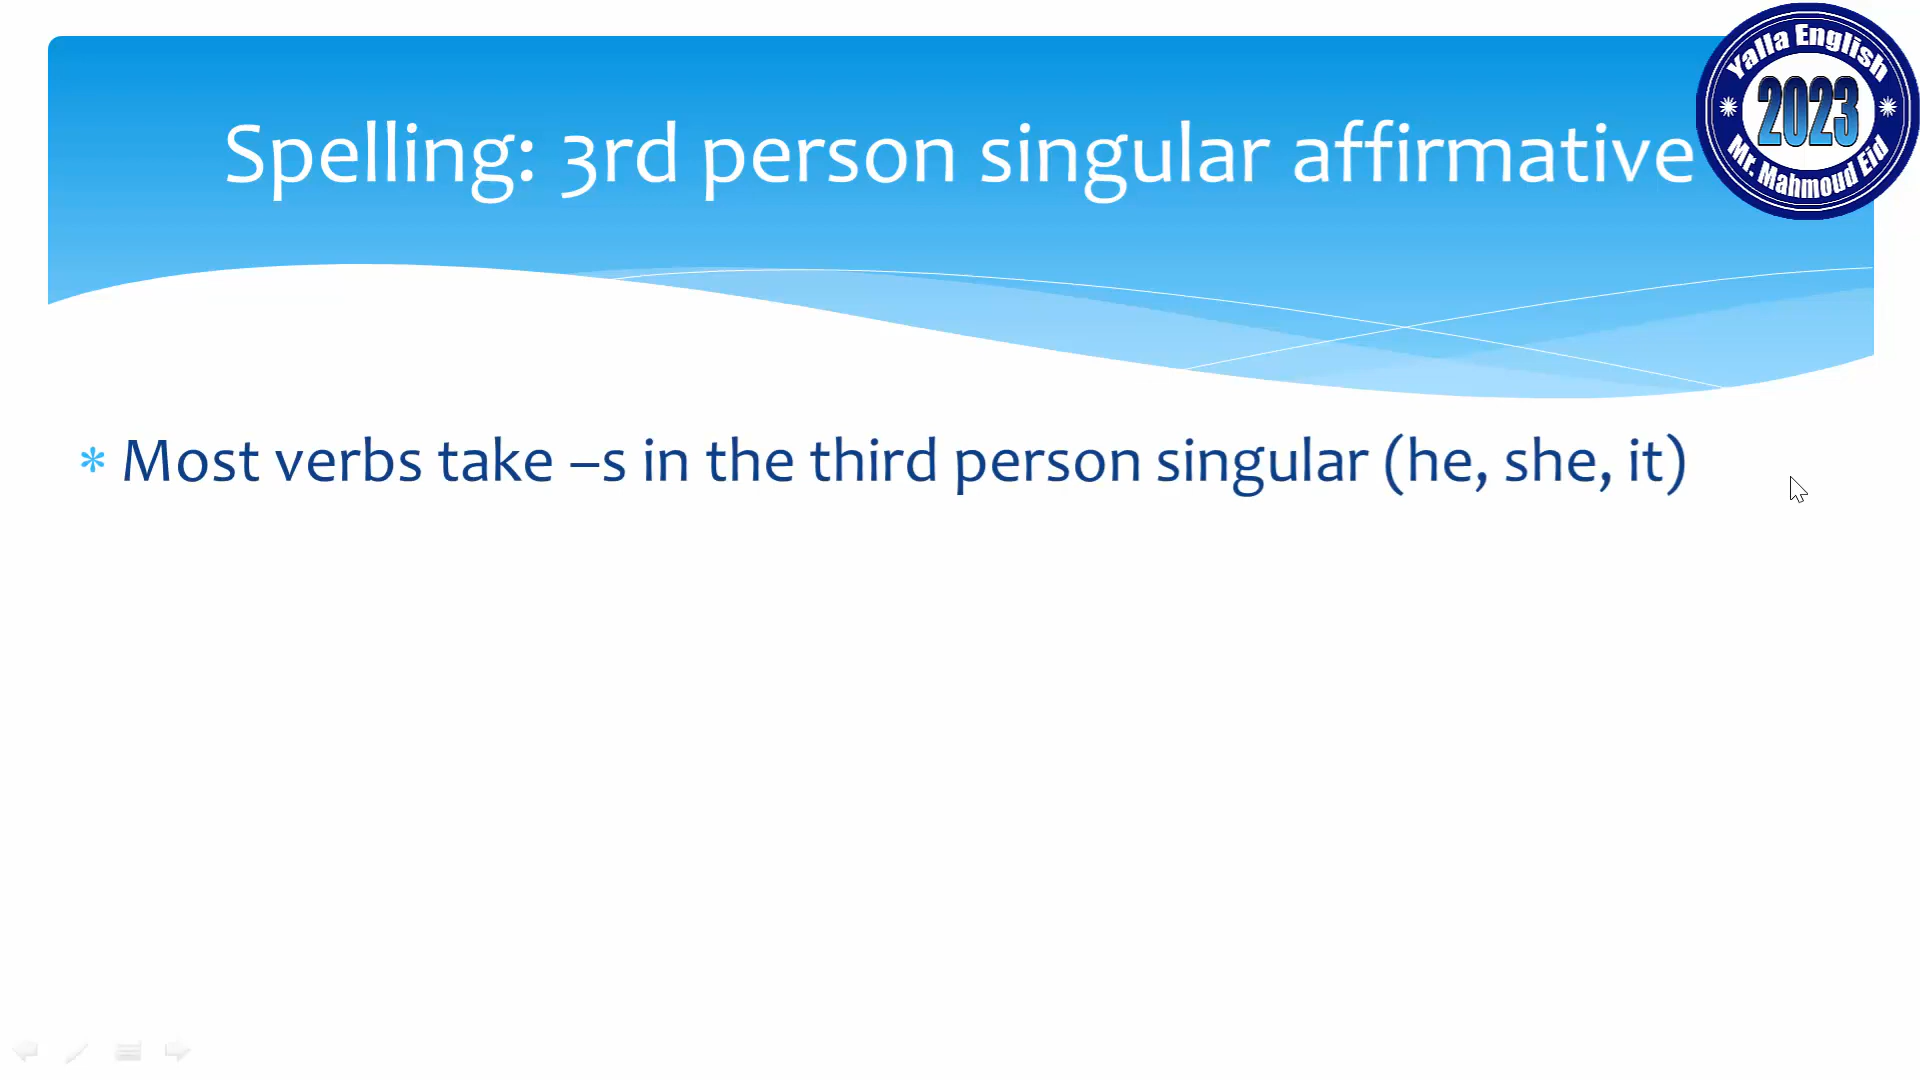 Spelling: 3rd person singular affirmative
Yalla English
2023
Mr. Mahmoud Eid
* Most verbs take –s in the third person singular (he, she, it)